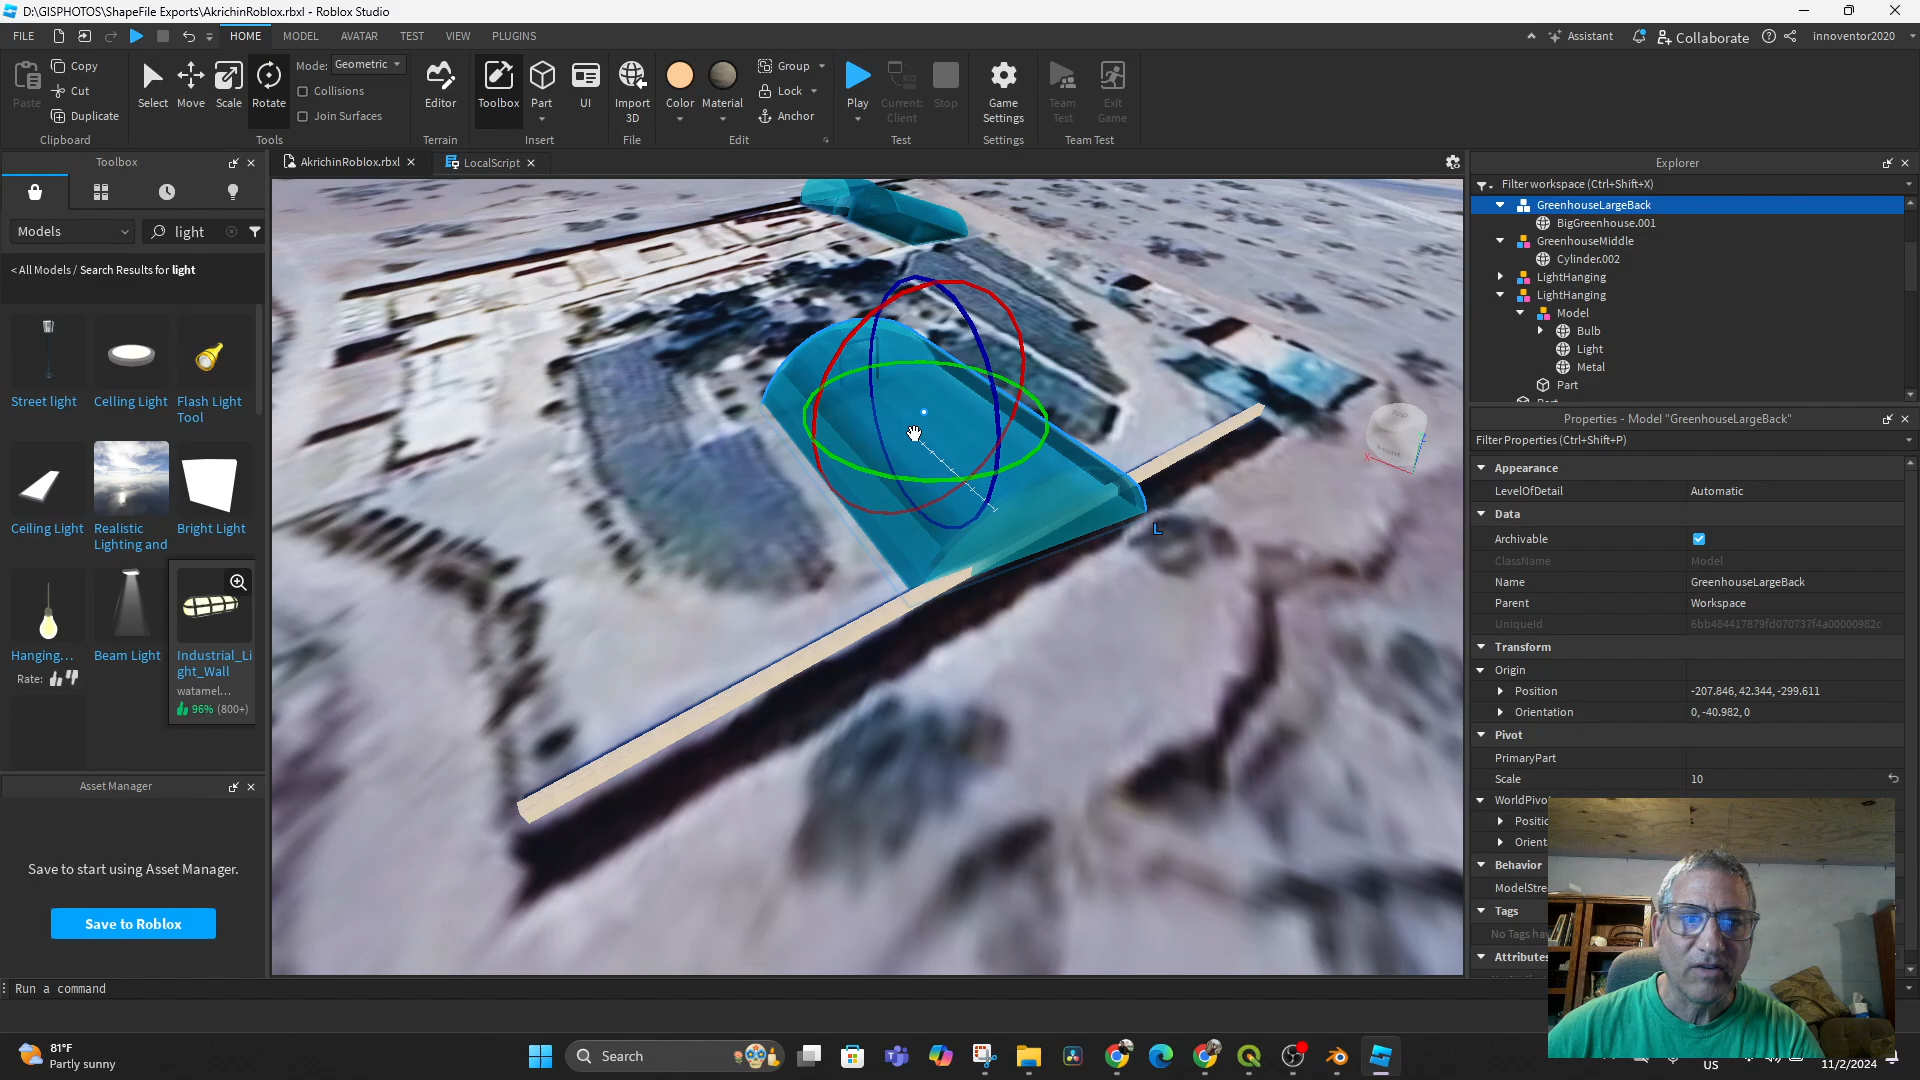 D:\GISPHOTOS\ShapeFile Exports\AkrichinRoblox.rbxl - Roblox Studio
FILE HOME MODEL AVATAR TEST VIEW PLUGINS Assistant Collaborate innoventor2020
Paste Copy Cut Duplicate
Select Move Scale Rotate
Mode: Geometric
Collisions
Join Surfaces
Editor Toolbox Part UI Import 3D Color Material
Group
Lock
Anchor
Play Current: Client Stop Game Settings Team Test Exit Game
Clipboard Tools Terrain Insert File Edit Test Settings Team Test
Toolbox
AkrichinRoblox.rbxl LocalScript
Models light
< All Models / Search Results for light
Street light Celling Light Flash Light Tool
Ceiling Light Realistic Lighting and Bright Light
Hanging... Beam Light Industrial_Light_Wall
Rate:
watamel...
96% (800+)
Asset Manager
Save to start using Asset Manager.
Save to Roblox
L
TOP
Explorer
Filter workspace (Ctrl+Shift+X)
GreenhouseLargeBack
BigGreenhouse.001
GreenhouseMiddle
Cylinder.002
LightHanging
LightHanging
Model
Bulb
Light
Metal
Part
Properties - Model "GreenhouseLargeBack"
Filter Properties (Ctrl+Shift+P)
Appearance
LevelOfDetail Automatic
Data
Archivable
ClassName Model
Name GreenhouseLargeBack
Parent Workspace
UniqueId 6bb484417879fd070737f4a00000982c
Transform
Origin
Position -207.846, 42.344, -299.611
Orientation 0, -40.982, 0
Pivot
PrimaryPart
Scale 10
WorldPivo
Positio
Orient
Behavior
ModelStre
Tags
No Tags ha
Attributes
Run a command
81°F
Partly sunny
Search
US
11/2/2024